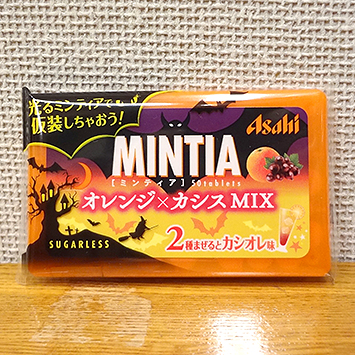 光るミンティアで
仮装しちゃおう!
Asahi
MINTIA
[ミンティア] 50tablets
オレンジ×カシスMIX
SUGARLESS
2種まぜるとカシオレ味